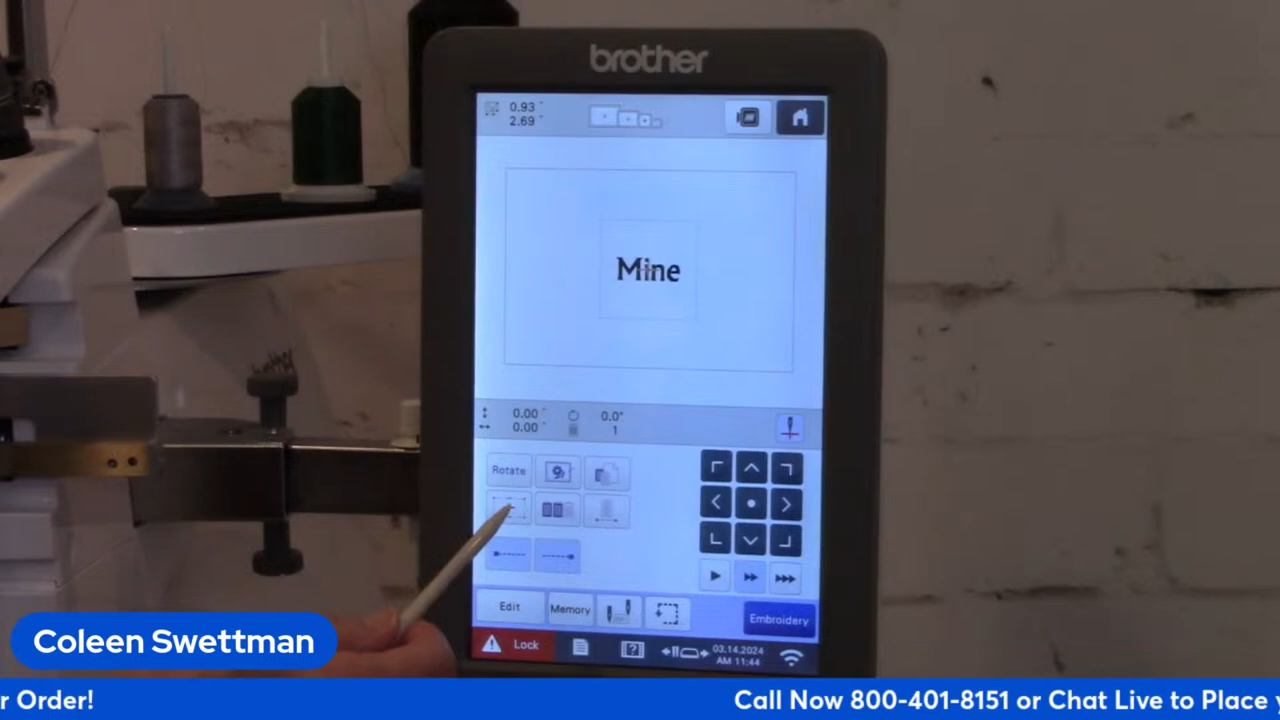 brother
0.93 "
2.69 "
Mine
0.00 "
0.00 "
0.0°
1
Rotate
Edit
Memory
Embroidery
Lock
03.14.2024
AM 11:44
Coleen Swettman
r Order!
Call Now 800-401-8151 or Chat Live to Place